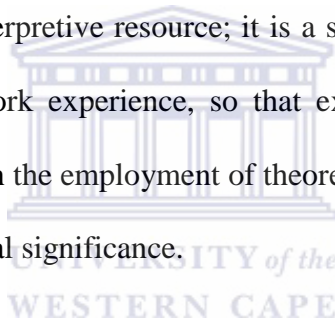 erpretive resource; it is a s
ork experience, so that ex
n the employment of theore
al significance.
UNIVERSITY of the
WESTERN CAPE